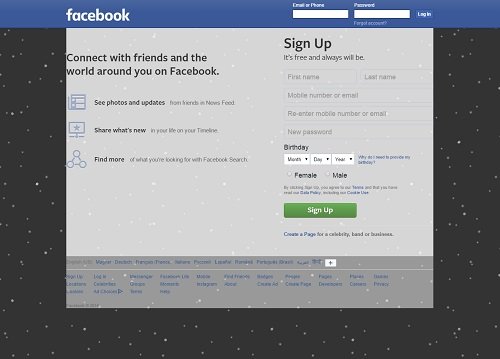 facebook
Email or Phone Password
Log In
Forgot account?
Connect with friends and the
world around you on Facebook.
See photos and updates from friends in News Feed.
Share what's new in your life on your Timeline.
Find more of what you're looking for with Facebook Search.
Sign Up
It's free and always will be.
First name Last name
Mobile number or email
Re-enter mobile number or email
New password
Birthday
Month Day Year
Why do I need to provide my
birthday?
Female Male
By clicking Sign Up, you agree to our Terms and that you have
read our Data Policy, including our Cookie Use.
Sign Up
Create a Page for a celebrity, band or business.
English (US) Magyar Deutsch Français (France) Italiano Русский Español Română Português (Brasil) العربية हिन्दी
Sign Up Log In Messenger Facebook Lite Mobile Find Friends Badges People Pages Places Games
Locations Celebrities Groups Moments Instagram About Create Ad Create Page Developers Careers Privacy
Cookies Ad Choices Terms Help